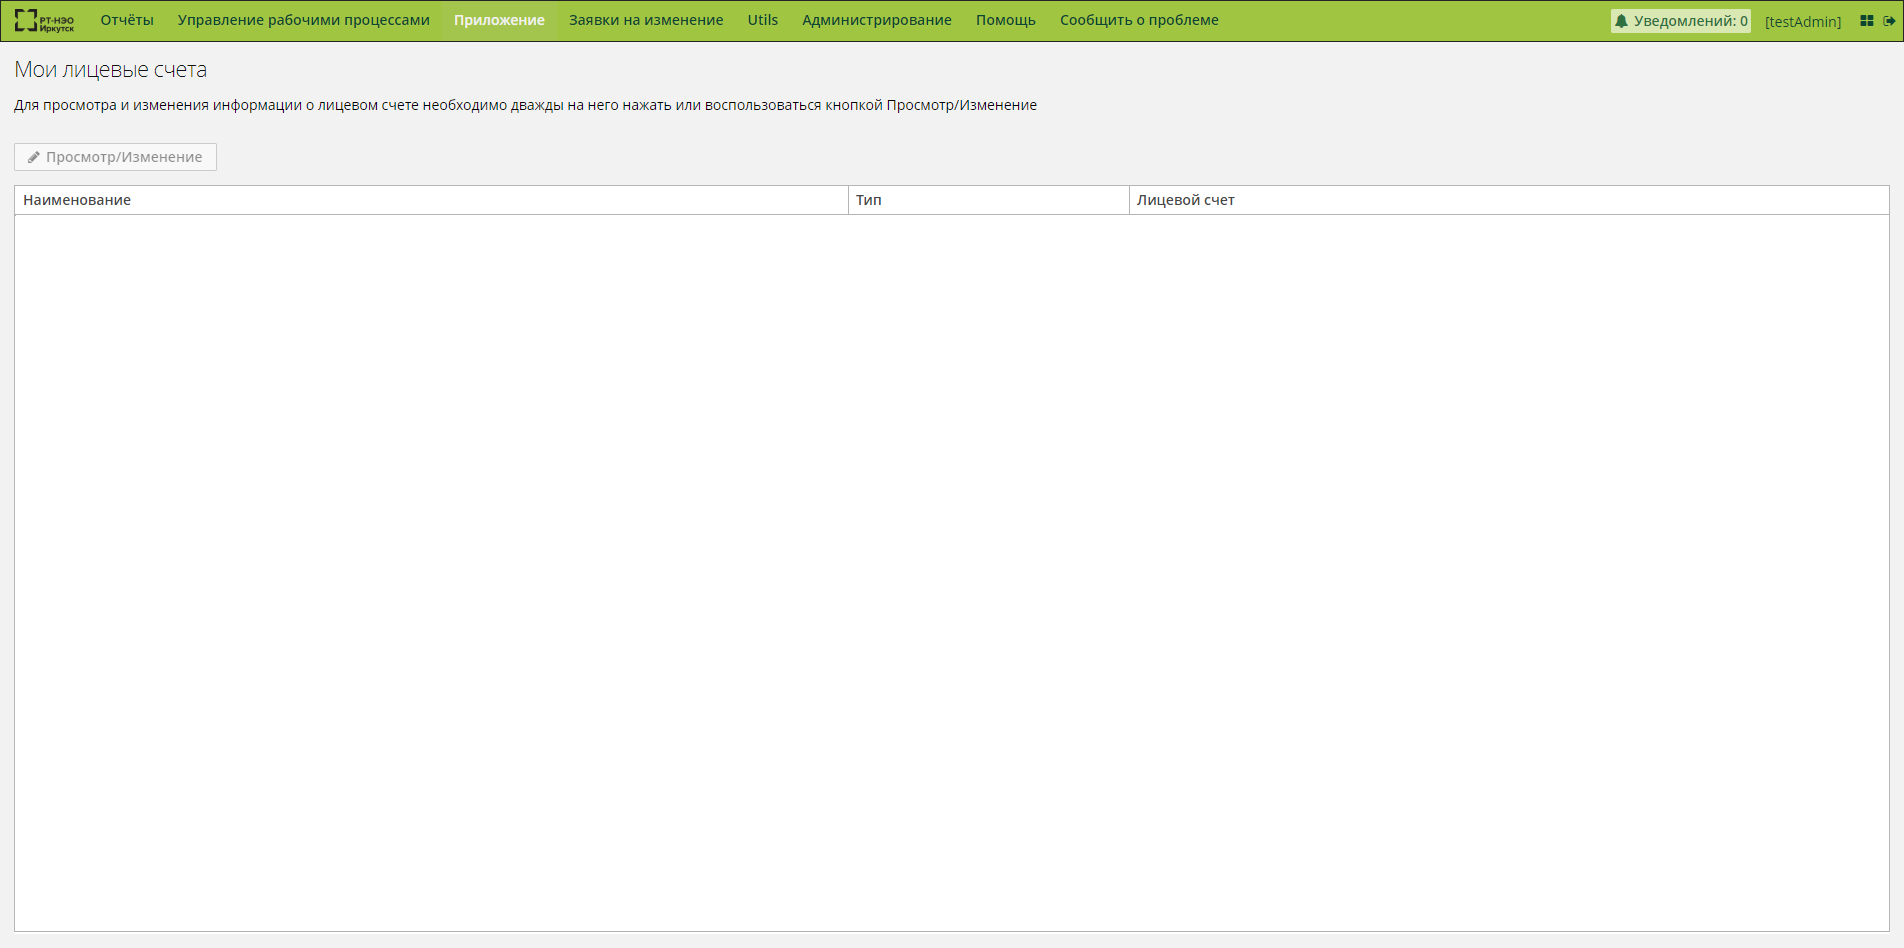 РТ-НЭО
Иркутск
Отчёты Управление рабочими процессами Приложение Заявки на изменение Utils Администрирование Помощь Сообщить о проблеме Уведомлений: 0 [testAdmin]
Мои лицевые счета
Для просмотра и изменения информации о лицевом счете необходимо дважды на него нажать или воспользоваться кнопкой Просмотр/Изменение
Просмотр/Изменение
Наименование Тип Лицевой счет